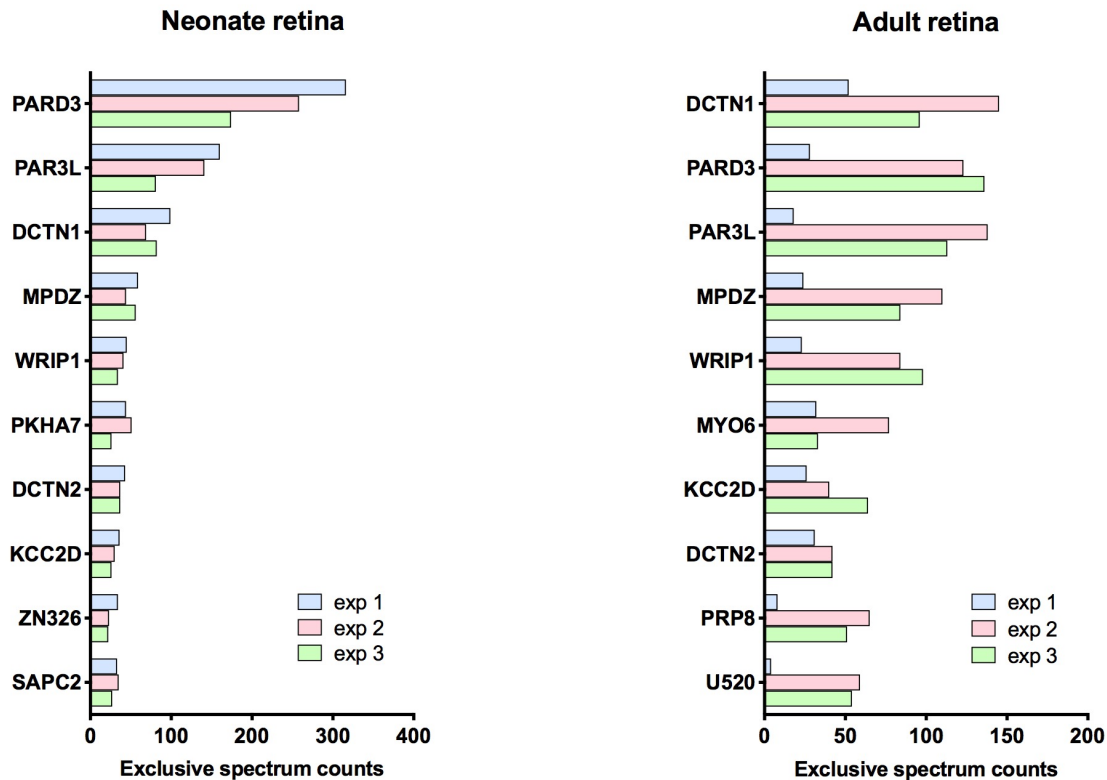 Neonate retina
PARD3
PAR3L
DCTN1
MPDZ
WRIP1
PKHA7
DCTN2
KCC2D
ZN326
SAPC2
exp 1
exp 2
exp 3
0 100 200 300 400
Exclusive spectrum counts
Adult retina
DCTN1
PARD3
PAR3L
MPDZ
WRIP1
MYO6
KCC2D
DCTN2
PRP8
U520
exp 1
exp 2
exp 3
0 50 100 150 200
Exclusive spectrum counts